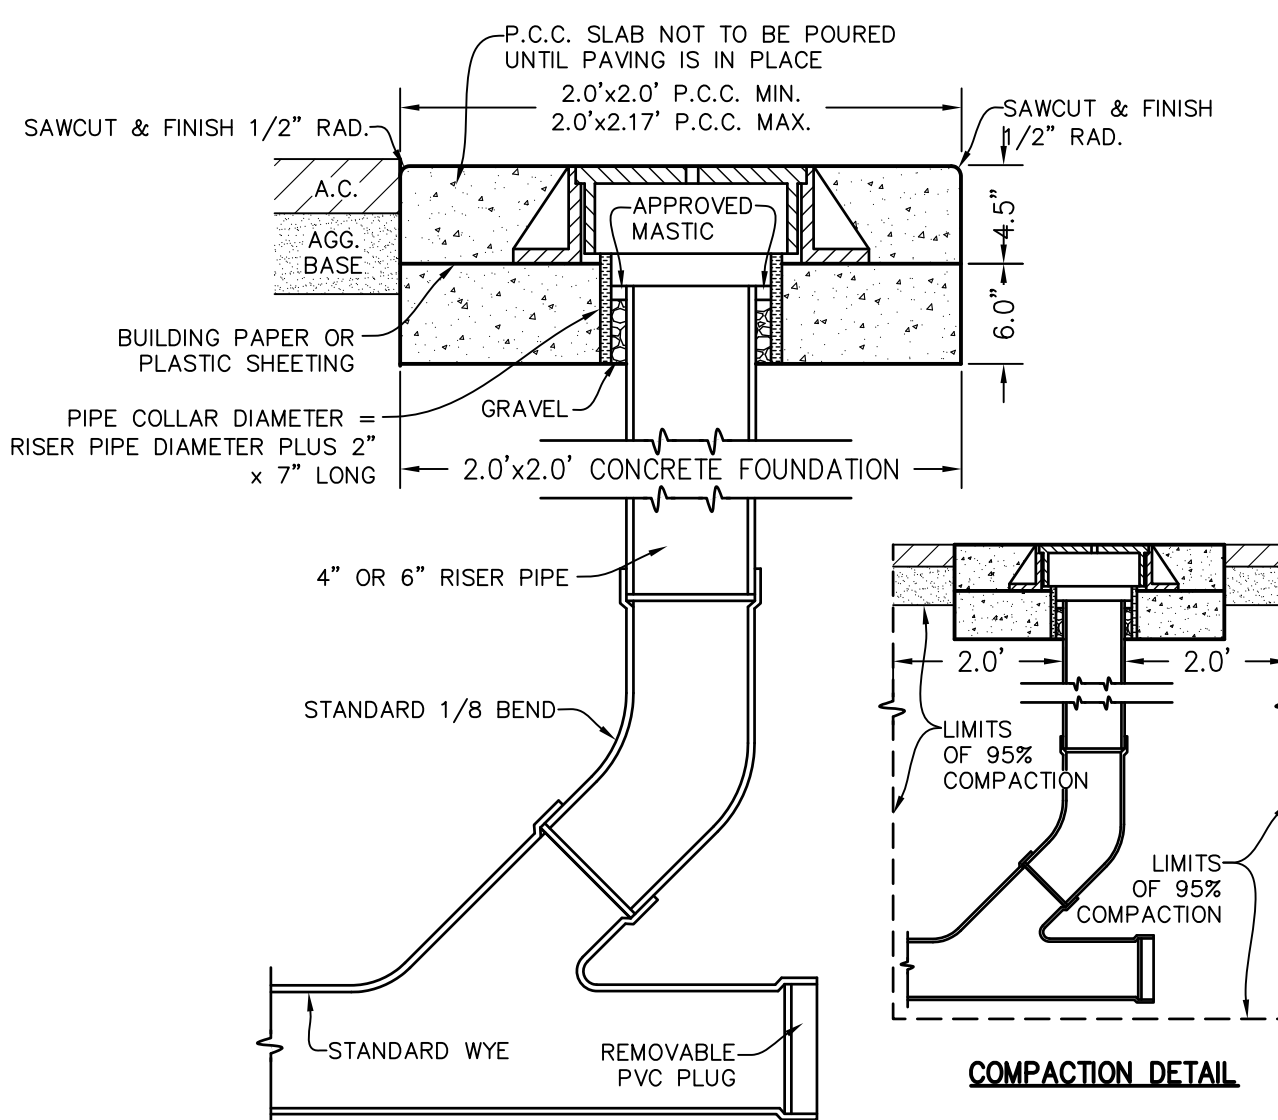 P.C.C. SLAB NOT TO BE POURED
UNTIL PAVING IS IN PLACE
2.0'x2.0' P.C.C. MIN.
2.0'x2.17' P.C.C. MAX.
SAWCUT & FINISH 1/2" RAD.
SAWCUT & FINISH
1/2" RAD.
A.C.
AGG.
BASE
APPROVED
MASTIC
4.5"
6.0"
BUILDING PAPER OR
PLASTIC SHEETING
PIPE COLLAR DIAMETER =
RISER PIPE DIAMETER PLUS 2"
x 7" LONG
GRAVEL
2.0'x2.0' CONCRETE FOUNDATION
4" OR 6" RISER PIPE
STANDARD 1/8 BEND
STANDARD WYE
REMOVABLE
PVC PLUG
2.0'
2.0'
LIMITS
OF 95%
COMPACTION
LIMITS
OF 95%
COMPACTION
COMPACTION DETAIL